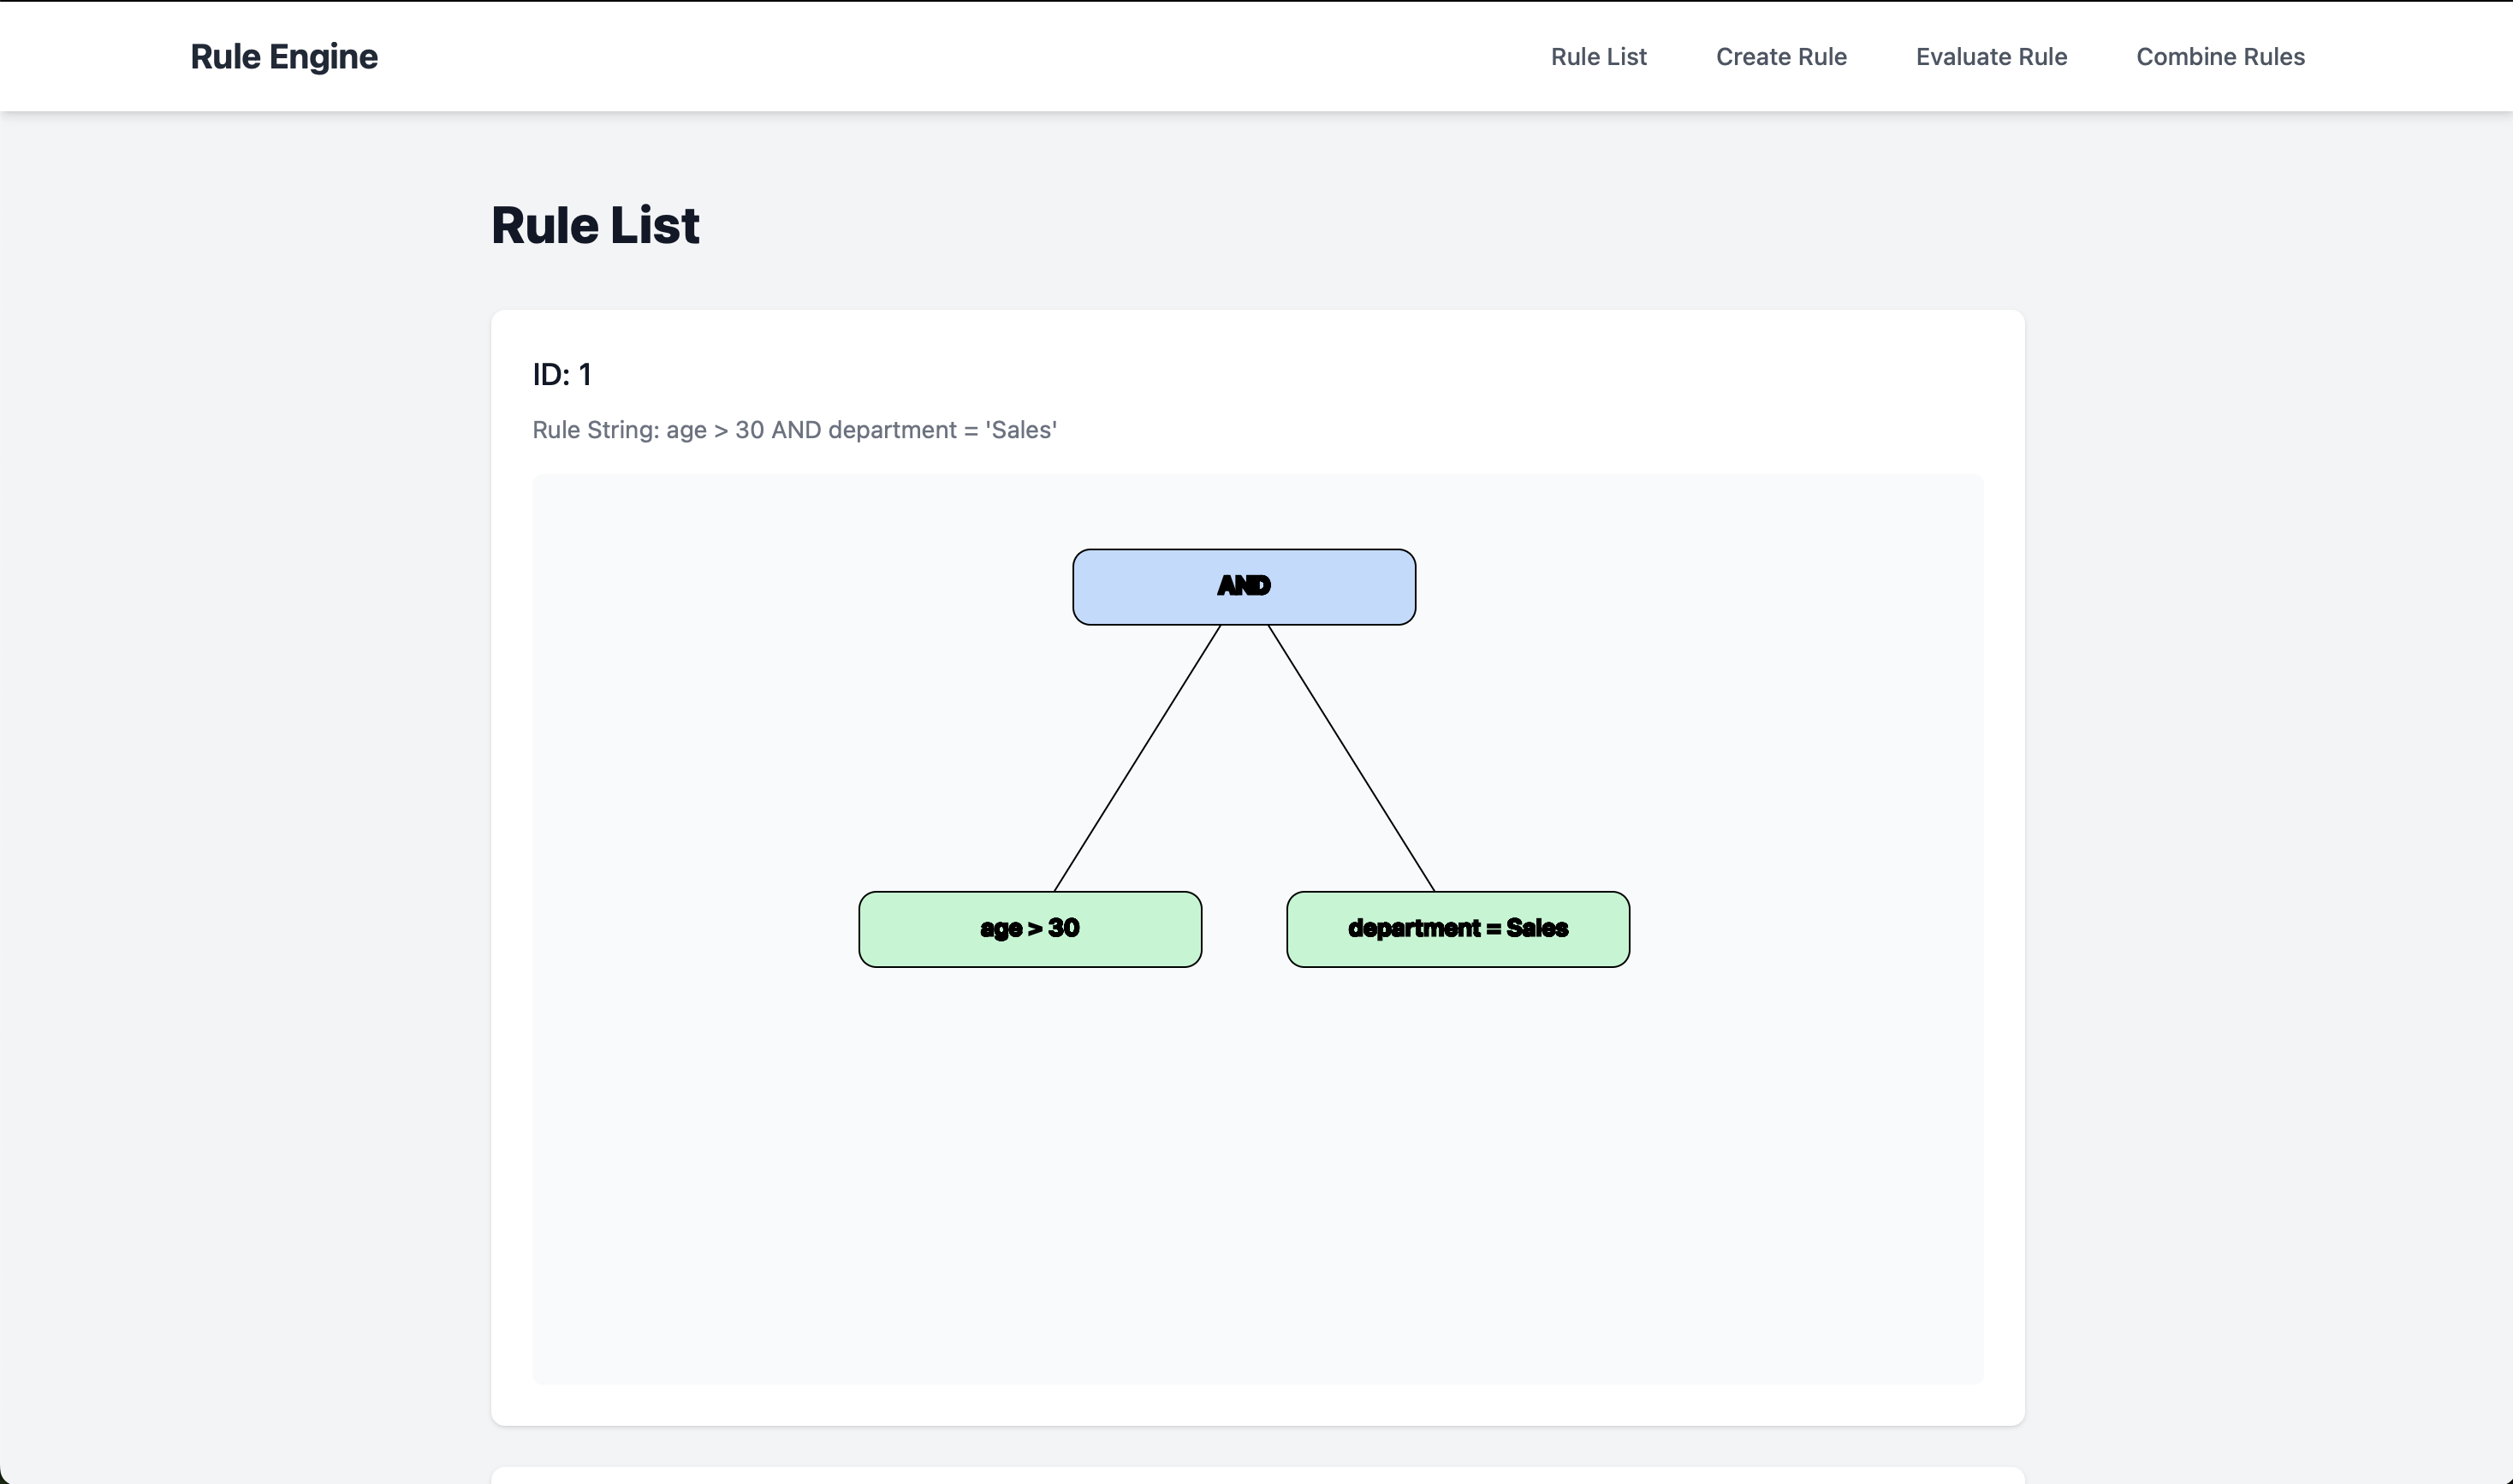 Rule Engine
Rule List
Create Rule
Evaluate Rule
Combine Rules
Rule List
ID: 1
Rule String: age > 30 AND department = 'Sales'
AND
age > 30
department = Sales